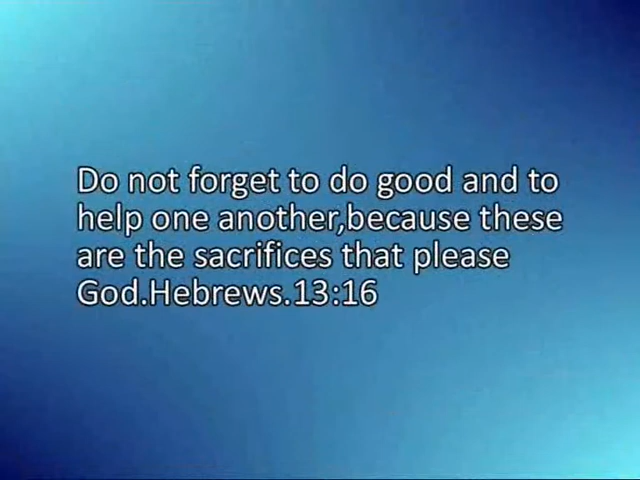 Do not forget to do good and to
help one another,because these
are the sacrifices that please
God.Hebrews.13:16